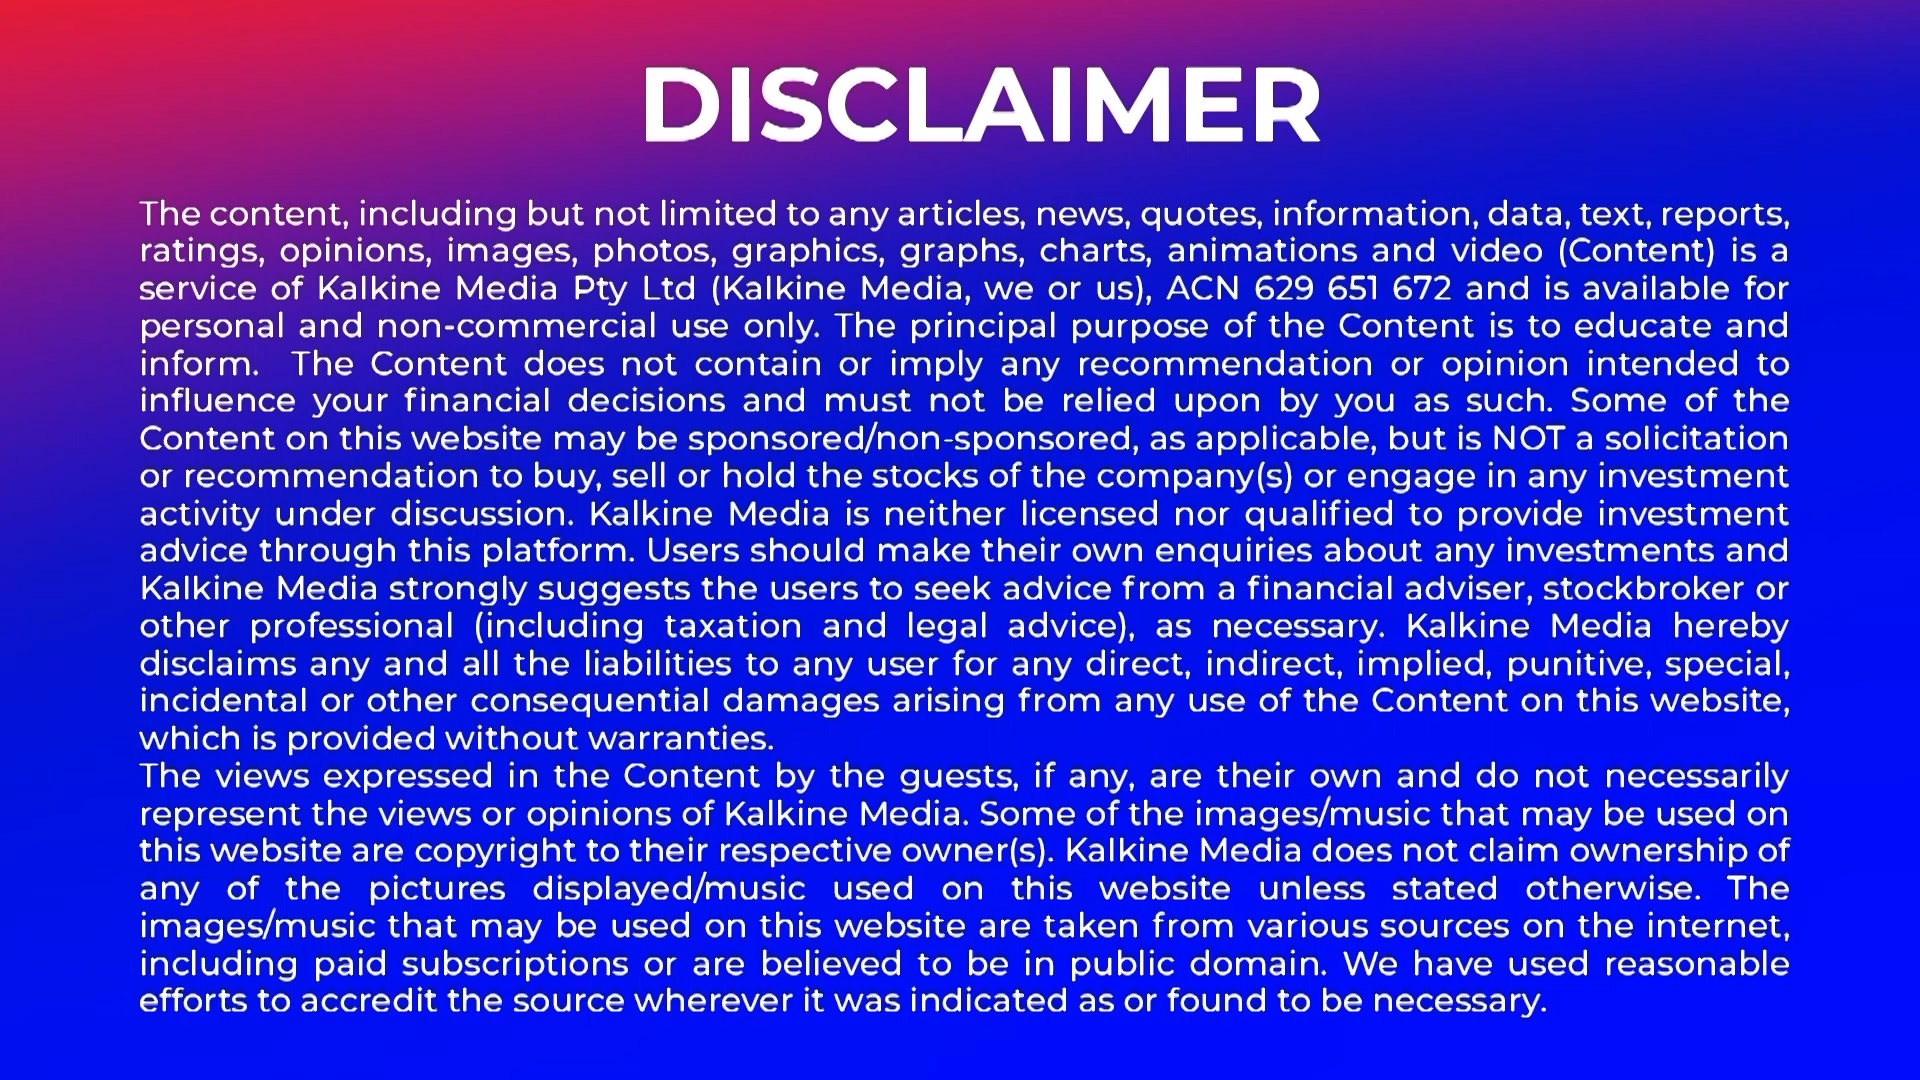 DISCLAIMER
The content, including but not limited to any articles, news, quotes, information, data, text, reports,
ratings, opinions, images, photos, graphics, graphs, charts, animations and video (Content) is a
service of Kalkine Media Pty Ltd (Kalkine Media, we or us), ACN 629 651 672 and is available for
personal and non-commercial use only. The principal purpose of the Content is to educate and
inform.  The Content does not contain or imply any recommendation or opinion intended to
influence your financial decisions and must not be relied upon by you as such. Some of the
Content on this website may be sponsored/non-sponsored, as applicable, but is NOT a solicitation
or recommendation to buy, sell or hold the stocks of the company(s) or engage in any investment
activity under discussion. Kalkine Media is neither licensed nor qualified to provide investment
advice through this platform. Users should make their own enquiries about any investments and
Kalkine Media strongly suggests the users to seek advice from a financial adviser, stockbroker or
other professional (including taxation and legal advice), as necessary. Kalkine Media hereby
disclaims any and all the liabilities to any user for any direct, indirect, implied, punitive, special,
incidental or other consequential damages arising from any use of the Content on this website,
which is provided without warranties.
The views expressed in the Content by the guests, if any, are their own and do not necessarily
represent the views or opinions of Kalkine Media. Some of the images/music that may be used on
this website are copyright to their respective owner(s). Kalkine Media does not claim ownership of
any of the pictures displayed/music used on this website unless stated otherwise. The
images/music that may be used on this website are taken from various sources on the internet,
including paid subscriptions or are believed to be in public domain. We have used reasonable
efforts to accredit the source wherever it was indicated as or found to be necessary.